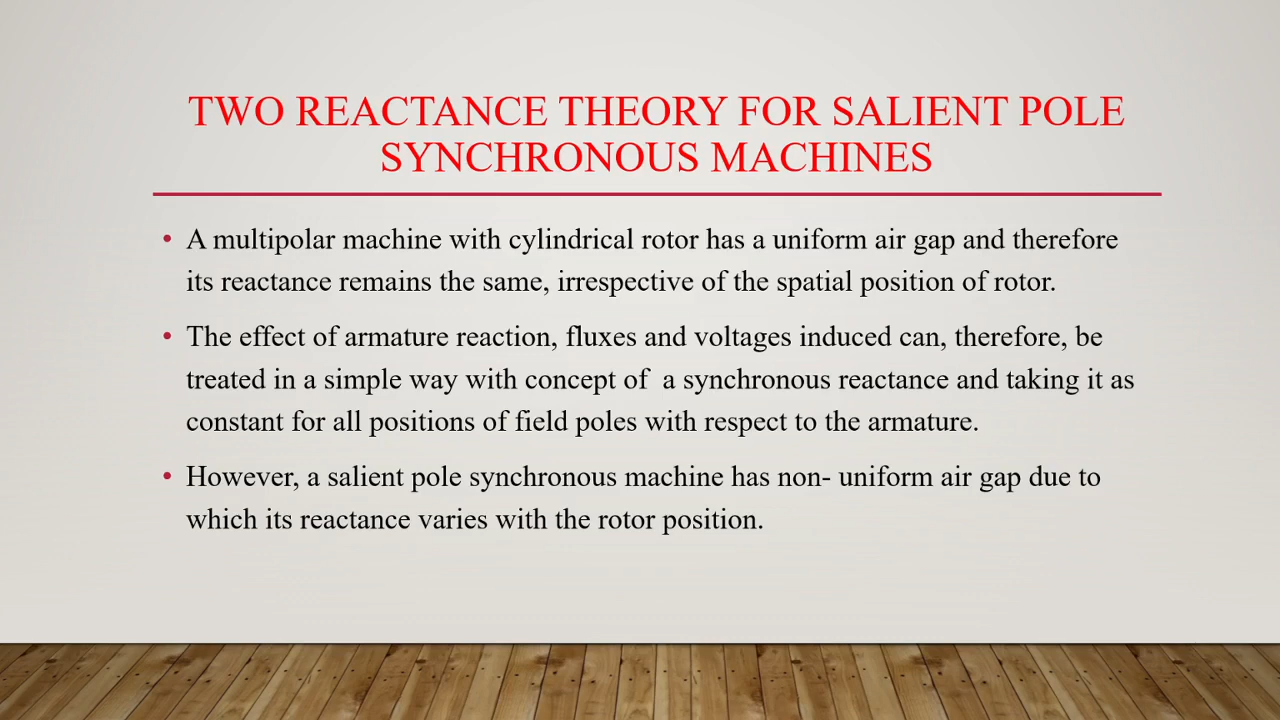 TWO REACTANCE THEORY FOR SALIENT POLE
SYNCHRONOUS MACHINES
• A multipolar machine with cylindrical rotor has a uniform air gap and therefore
its reactance remains the same, irrespective of the spatial position of rotor.
• The effect of armature reaction, fluxes and voltages induced can, therefore, be
treated in a simple way with concept of  a synchronous reactance and taking it as
constant for all positions of field poles with respect to the armature.
• However, a salient pole synchronous machine has non- uniform air gap due to
which its reactance varies with the rotor position.